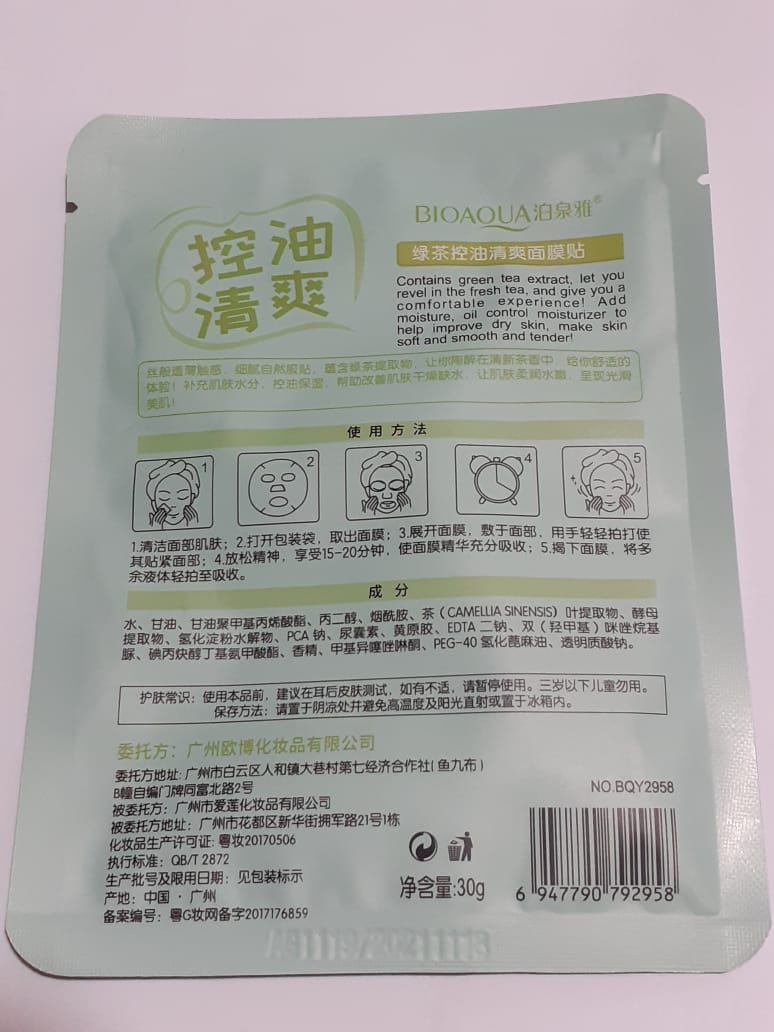 控油
清爽
BIOAQUA泊泉雅®
绿茶控油清爽面膜贴
Contains green tea extract, let you
revel in the fresh tea, and give you a
comfortable experience! Add
moisture, oil control moisturizer to
help improve dry skin, make skin
soft and smooth and tender!
丝般透薄触感，细腻自然服贴，蕴含绿茶提取物，让你陶醉在清新茶香中，给你舒适的
体验！补充肌肤水分，控油保湿，帮助改善肌肤干燥缺水，让肌肤柔润水嫩，呈现光滑
美肌！
使用方法
1
2
3
4
5
1.清洁面部肌肤；2.打开包装袋，取出面膜；3.展开面膜，敷于面部，用手轻轻拍打使
其贴紧面部；4.放松精神，享受15-20分钟，使面膜精华充分吸收；5.揭下面膜，将多
余液体轻拍至吸收。
成分
水、甘油、甘油聚甲基丙烯酸酯、丙二醇、烟酰胺、茶（CAMELLIA SINENSIS）叶提取物、酵母
提取物、氢化淀粉水解物、PCA 钠、尿囊素、黄原胶、EDTA 二钠、双（羟甲基）咪唑烷基
脲、碘丙炔醇丁基氨甲酸酯、香精、甲基异噻唑啉酮、PEG-40 氢化蓖麻油、透明质酸钠。
护肤常识：使用本品前，建议在耳后皮肤测试，如有不适，请暂停使用。三岁以下儿童勿用。
保存方法：请置于阴凉处并避免高温度及阳光直射或置于冰箱内。
委托方：广州欧博化妆品有限公司
委托方地址:广州市白云区人和镇大巷村第七经济合作社(鱼九布)
B幢自编门牌同富北路2号
被委托方：广州市爱莲化妆品有限公司
被委托方地址：广州市花都区新华街拥军路21号1栋
化妆品生产许可证: 粤妆20170506
执行标准：QB/T 2872
生产批号及限用日期：见包装标示
产地：中国·广州
备案编号：粤G妆网备字2017176859
NO.BQY2958
净含量:30g
6 947790 792958
AB1119/20211118